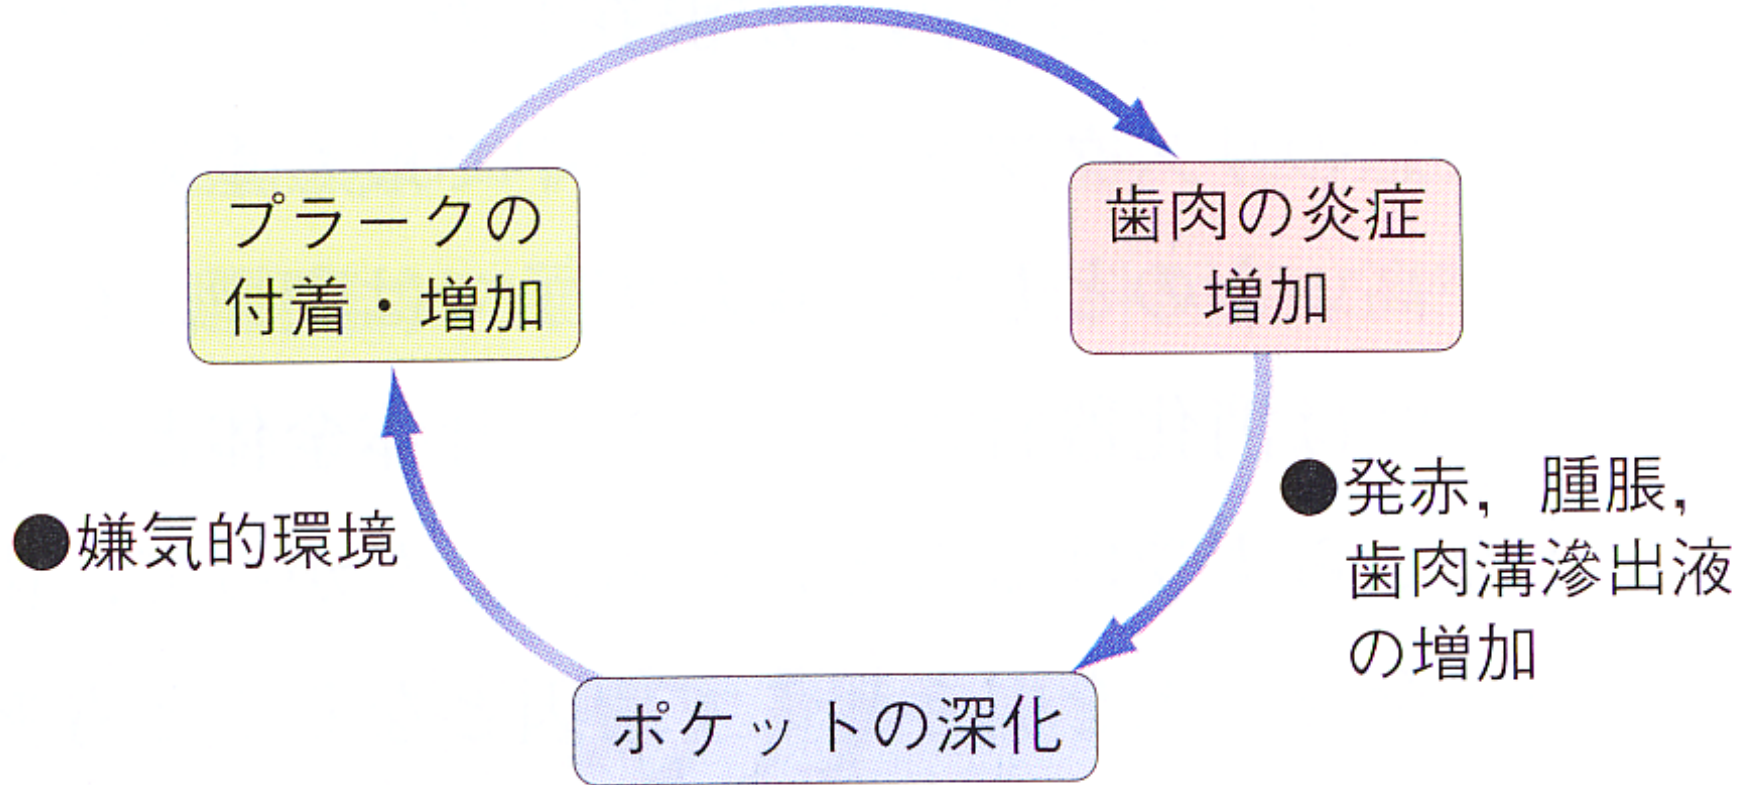 プラークの
付着・増加
歯肉の炎症
増加
●発赤，腫脹，
歯肉溝滲出液
の増加
●嫌気的環境
ポケットの深化